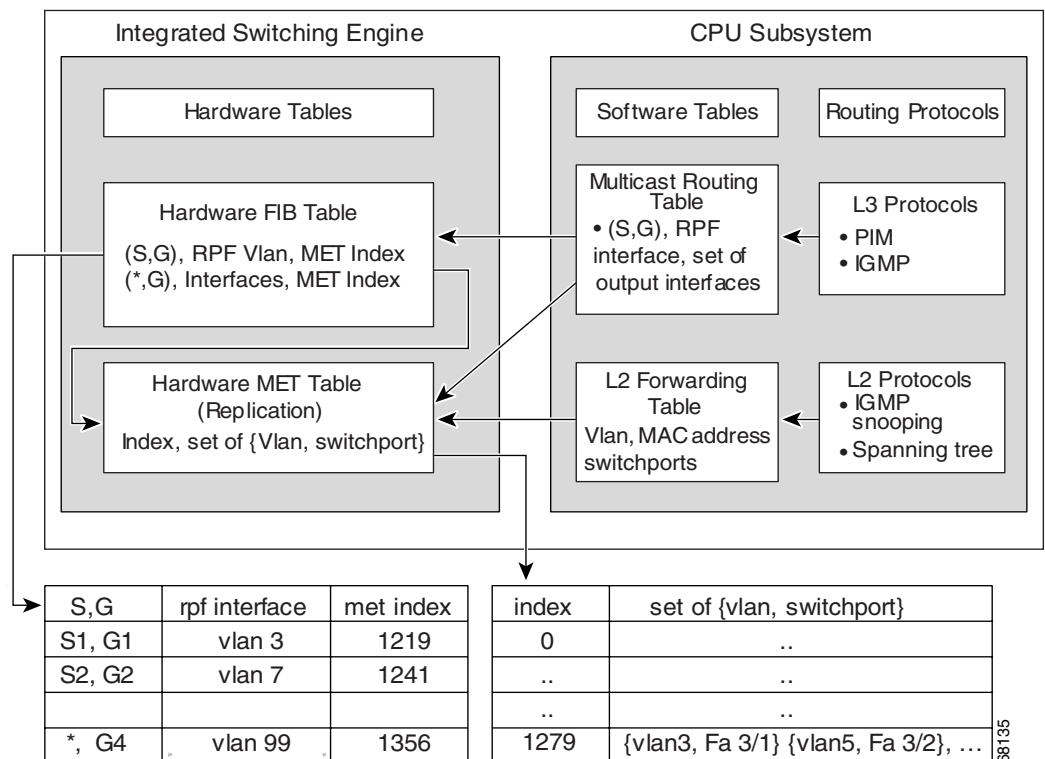 Integrated Switching Engine
CPU Subsystem
Hardware Tables
Software Tables
Routing Protocols
Hardware FIB Table
(S,G), RPF Vlan, MET Index
(*,G), Interfaces, MET Index
Multicast Routing
Table
• (S,G), RPF
interface, set of
output interfaces
L3 Protocols
• PIM
• IGMP
Hardware MET Table
(Replication)
Index, set of {Vlan, switchport}
L2 Forwarding
Table
Vlan, MAC address
switchports
L2 Protocols
• IGMP
snooping
• Spanning tree
S,G rpf interface met index
S1, G1 vlan 3 1219
S2, G2 vlan 7 1241
*, G4 vlan 99 1356
index set of {vlan, switchport}
0 ..
.. ..
.. ..
1279 {vlan3, Fa 3/1} {vlan5, Fa 3/2}, ...
68135